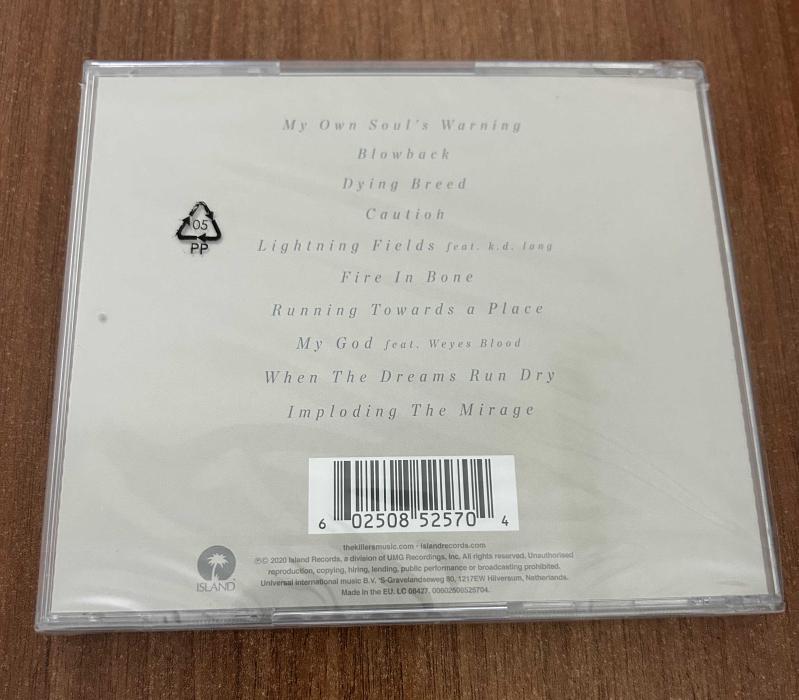 My Own Soul's Warning
Blowback
Dying Breed
Caution
05
PP
Lightning Fields feat. k.d. lang
Fire In Bone
Running Towards a Place
My God feat. Weyes Blood
When The Dreams Run Dry
Imploding The Mirage
6 02508 52570 4
thekillersmusic.com - islandrecords.com
ISLAND
℗© 2020 Island Records, a division of UMG Recordings, Inc. All rights reserved. Unauthorised
reproduction, copying, hiring, lending, public performance or broadcasting prohibited.
Universal international music B.V. 'S-Gravelandseweg 80, 1217EW Hilversum, Netherlands.
Made in the EU. LC 08427. 00602508525704.